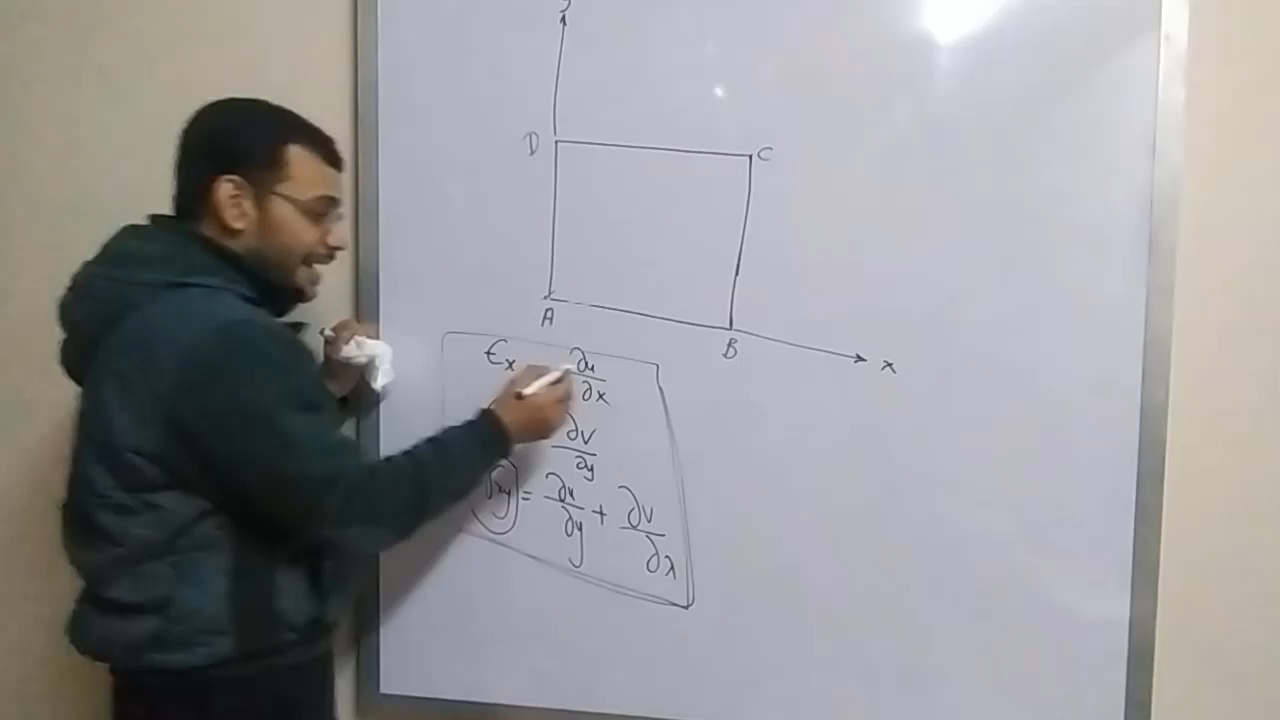 y
D C
A
B
x
ϵx ∂u/∂x
∂v/∂y
γxy = ∂u/∂y + ∂v/∂x